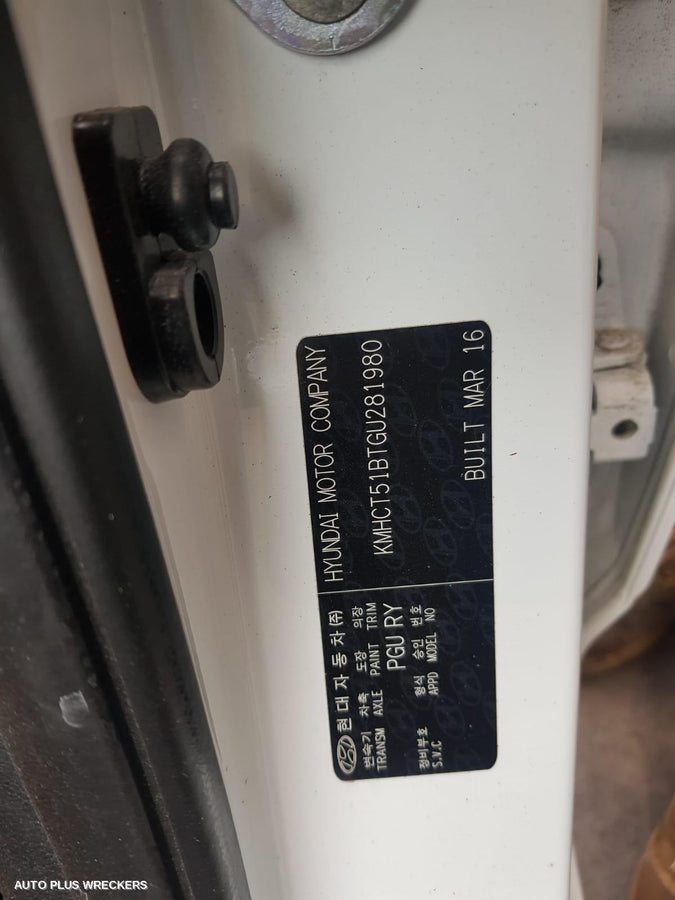 현대자동차(주)
변속기 차축 도장 의장
TRANSM AXLE PAINT TRIM
PGU RY
정비부호 형식 승인 번호
S.V.C APPD MODEL NO
HYUNDAI MOTOR COMPANY
KMHCT51BTGU281980
BUILT MAR 16
AUTO PLUS WRECKERS